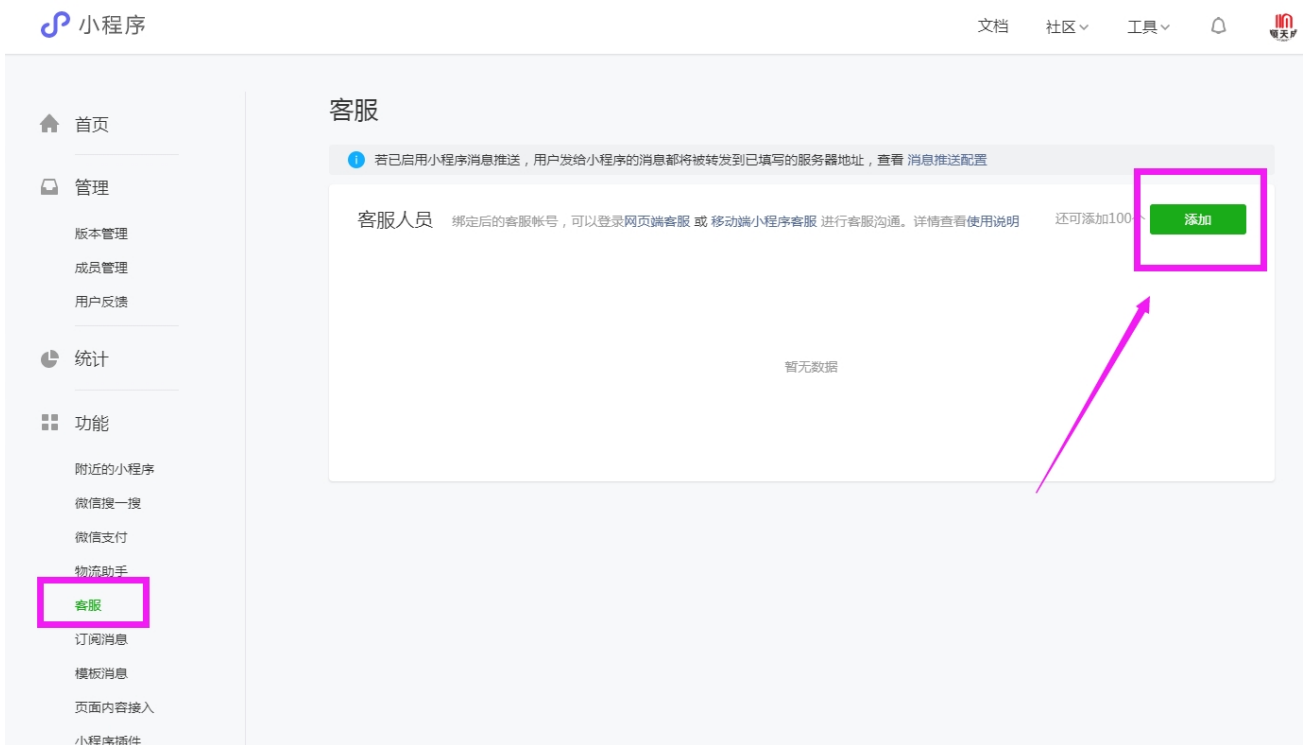 小程序
文档 社区 工具
首页
管理
版本管理
成员管理
用户反馈
统计
功能
附近的小程序
微信搜一搜
微信支付
物流助手
客服
订阅消息
模板消息
页面内容接入
小程序插件
客服
若已启用小程序消息推送，用户发给小程序的消息都将被转发到已填写的服务器地址，查看 消息推送配置
客服人员 绑定后的客服帐号，可以登录网页端客服 或 移动端小程序客服 进行客服沟通。详情查看使用说明 还可添加100个 添加
暂无数据